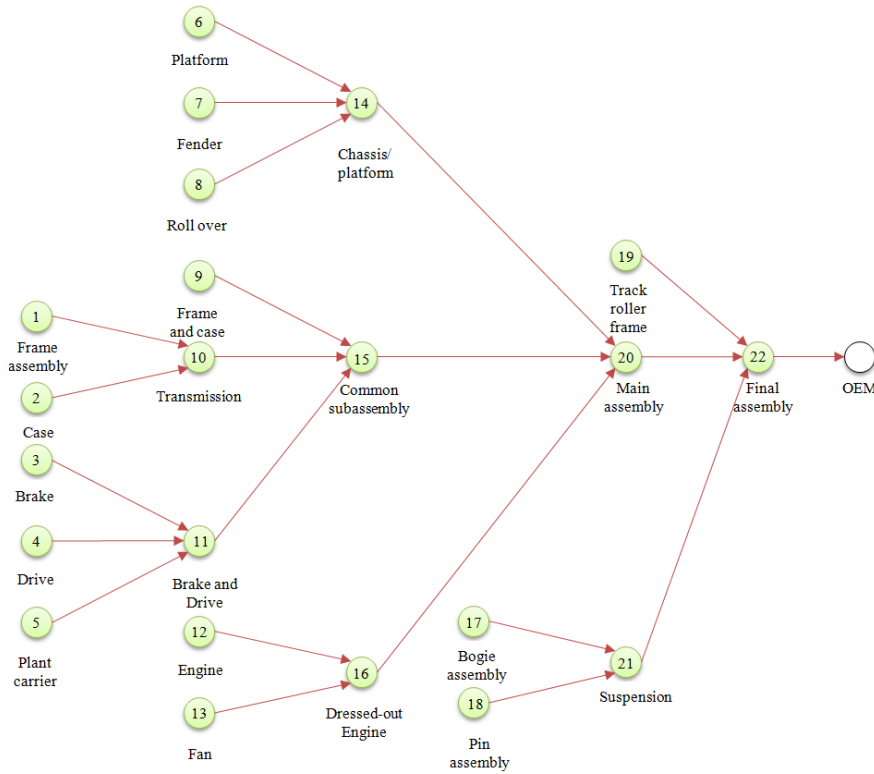 6
Platform
7
Fender
14
Chassis/
platform
8
Roll over
9
Frame
and case
19
Track
roller
frame
1
Frame
assembly
10
Transmission
15
Common
subassembly
20
Main
assembly
22
Final
assembly
OEM
2
Case
3
Brake
4
Drive
11
Brake and
Drive
5
Plant
carrier
12
Engine
13
Fan
16
Dressed-out
Engine
17
Bogie
assembly
18
Pin
assembly
21
Suspension